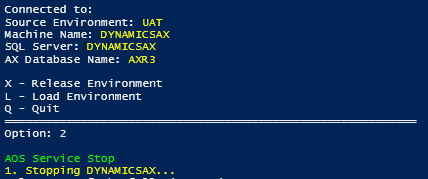 Connected to:
Source Environment: UAT
Machine Name: DYNAMICSAX
SQL Server: DYNAMICSAX
AX Database Name: AXR3
X - Release Environment
L - Load Environment
Q - Quit
Option: 2
AOS Service Stop
1. Stopping DYNAMICSAX...